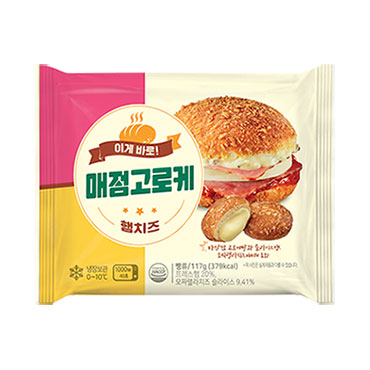 이게 바로!
매점고로케
햄치즈
냉장보관
0~10℃
1000w
HACCP
빵류/117g(379kcal)
프레스햄 20%,
모짜렐라치즈 슬라이스 9.41%